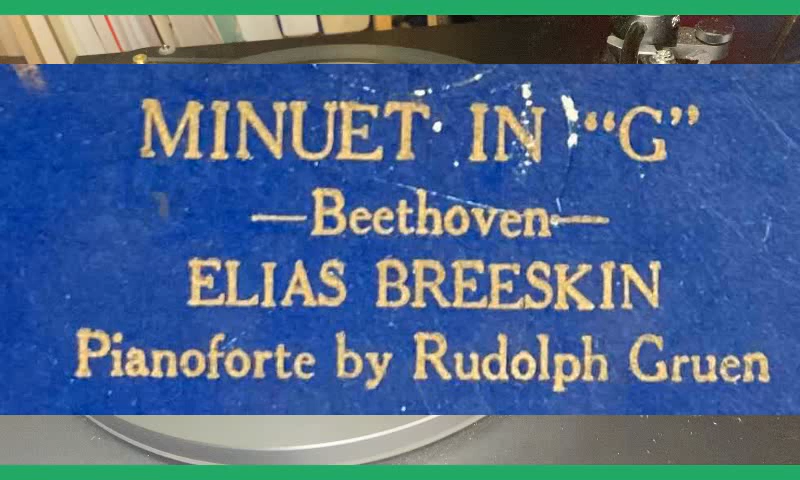 MINUET IN “G”
—Beethoven—
ELIAS BREESKIN
Pianoforte by Rudolph Gruen